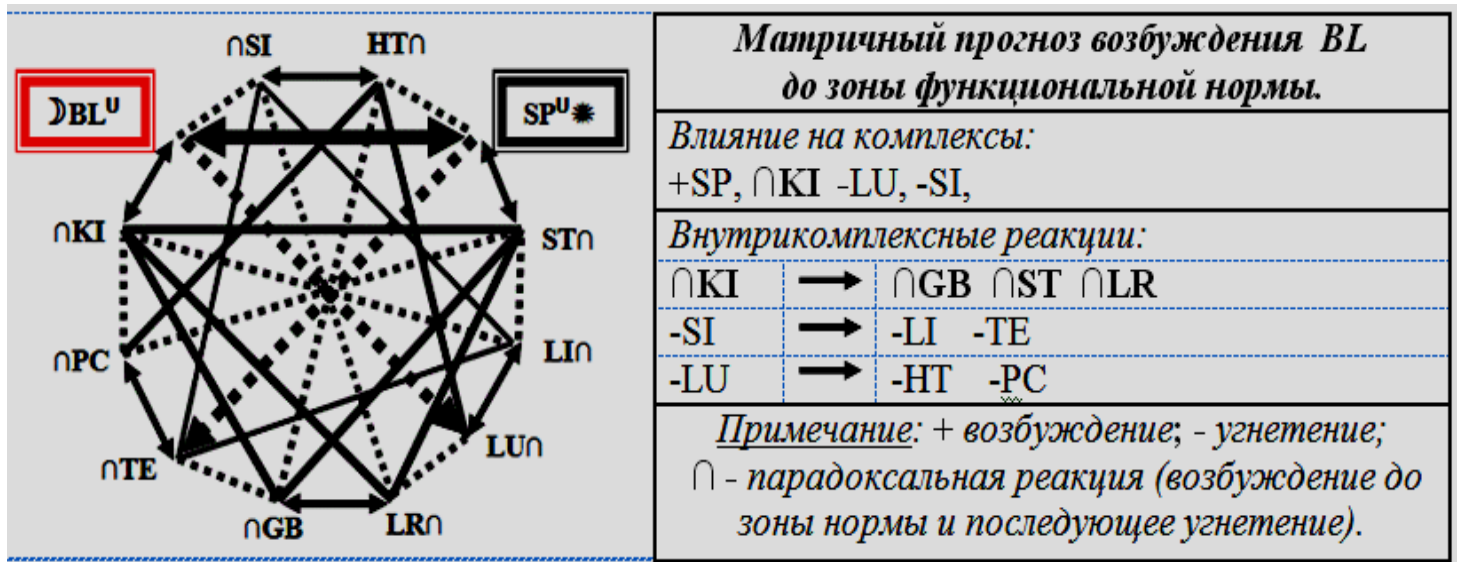 ∩SI HT∩
☽BLᵁ SPᵁ✹
∩KI ST∩
∩PC LI∩
∩TE LU∩
∩GB LR∩
Матричный прогноз возбуждения BL
до зоны функциональной нормы.
Влияние на комплексы:
+SP, ∩KI -LU, -SI,
Внутрикомплексные реакции:
∩KI → ∩GB ∩ST ∩LR
-SI → -LI -TE
-LU → -HT -PC
Примечание: + возбуждение; - угнетение;
∩ - парадоксальная реакция (возбуждение до
зоны нормы и последующее угнетение).